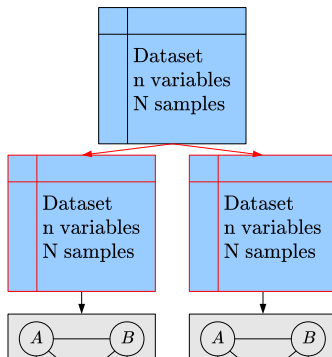 Dataset
n variables
N samples
Dataset
n variables
N samples
Dataset
n variables
N samples
A B
A B